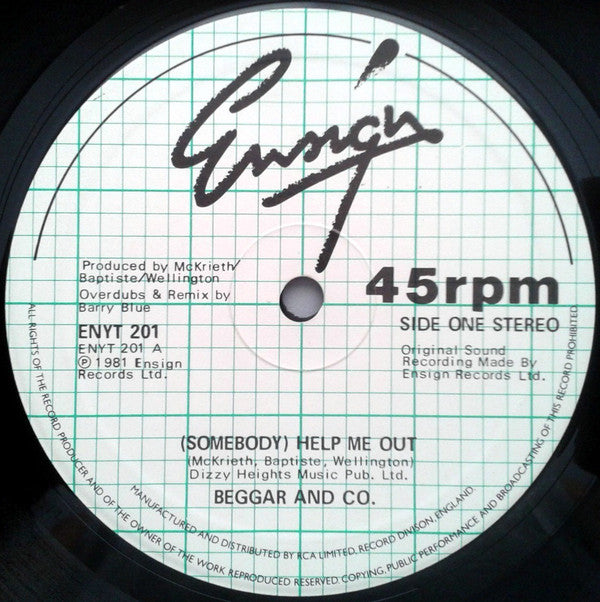 Ensign
Produced by McKrieth/
Baptiste/Wellington
Overdubs & Remix by
Barry Blue
ENYT 201
ENYT 201 A
℗ 1981 Ensign
Records Ltd.
45rpm
SIDE ONE STEREO
Original Sound
Recording Made By
Ensign Records Ltd.
(SOMEBODY) HELP ME OUT
(McKrieth, Baptiste, Wellington)
Dizzy Heights Music Pub. Ltd.
BEGGAR AND CO.
MANUFACTURED AND DISTRIBUTED BY RCA LIMITED, RECORD DIVISON, ENGLAND.
ALL RIGHTS OF THE RECORD PRODUCER AND OF THE OWNER OF THE WORK REPRODUCED RESERVED. COPYING, PUBLIC PERFORMANCE AND BROADCASTING OF THIS RECORD PROHIBITED.